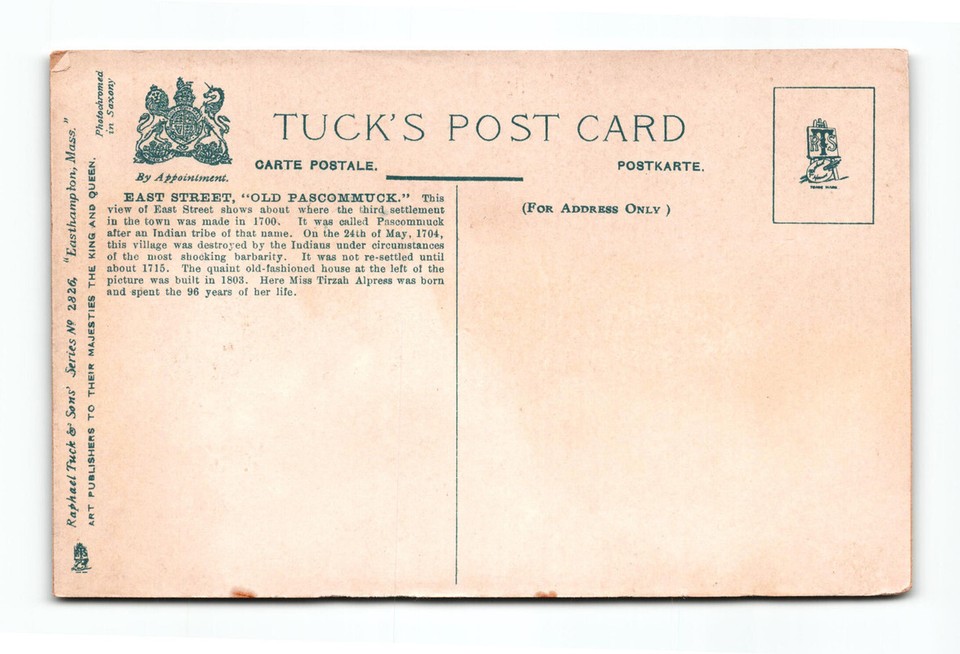 Raphael Tuck & Sons' Series No 2826, "Easthampton, Mass."
ART PUBLISHERS TO THEIR MAJESTIES THE KING AND QUEEN.
Photochromed
in Saxony
By Appointment.
TUCK'S POST CARD
CARTE POSTALE.
POSTKARTE.
EAST STREET, "OLD PASCOMMUCK." This
view of East Street shows about where the third settlement
in the town was made in 1700. It was called Pascommuck
after an Indian tribe of that name. On the 24th of May, 1704,
this village was destroyed by the Indians under circumstances
of the most shocking barbarity. It was not re-settled until
about 1715. The quaint old-fashioned house at the left of the
picture was built in 1803. Here Miss Tirzah Alpress was born
and spent the 96 years of her life.
(FOR ADDRESS ONLY )
RTS
TRADE MARK